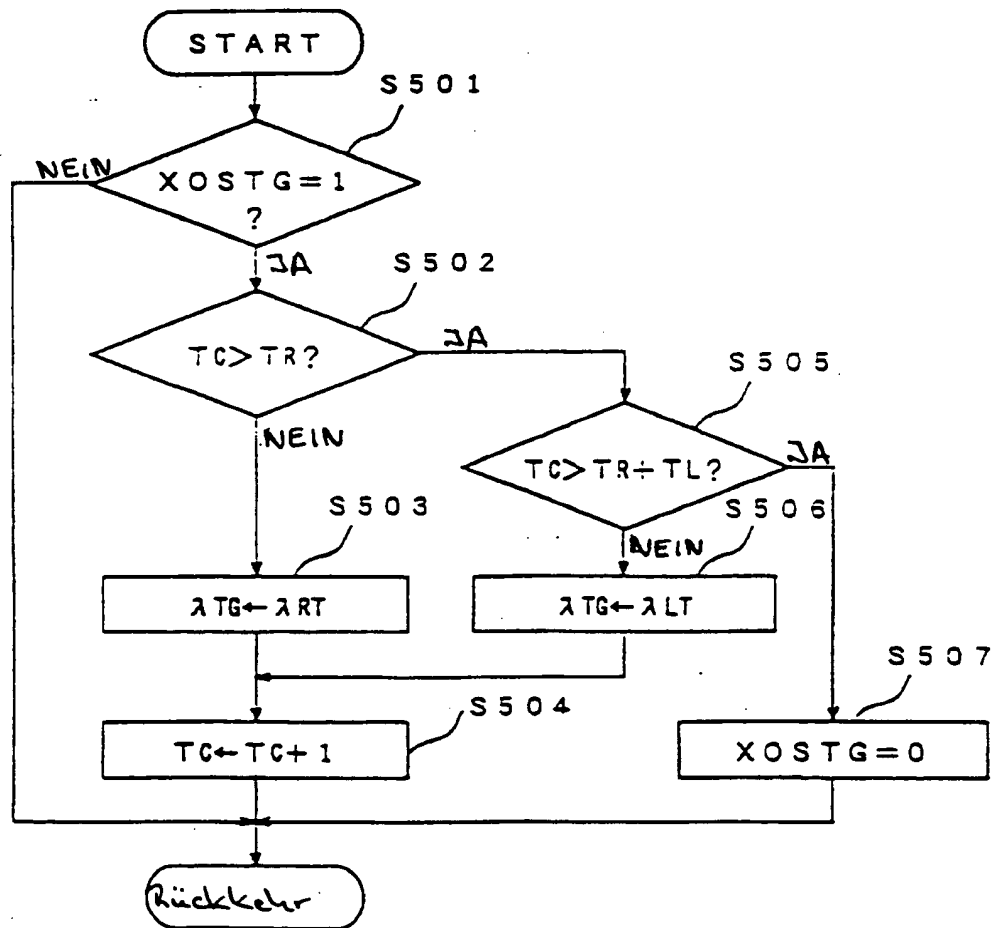 START
S501
NEIN
XOSTG=1
?
JA
S502
TC>TR?
JA
S505
NEIN
TC>TR+TL?
JA
S503
S506
NEIN
λTG←λRT
λTG←λLT
S507
S504
TC←TC+1
XOSTG=0
Rückkehr